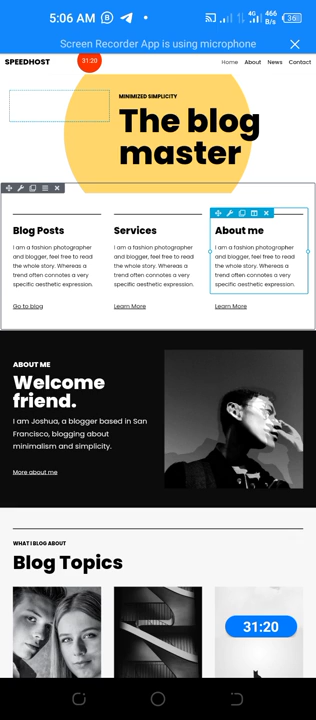 5:06 AM
4G
466 B/s
36
Screen Recorder App is using microphone
SPEEDHOST
31:20
Home About News Contact
MINIMIZED SIMPLICITY
The blog
master
Blog Posts
I am a fashion photographer
and blogger, feel free to read
the whole story. Whereas a
trend often connotes a very
specific aesthetic expression.
Go to blog
Services
I am a fashion photographer
and blogger, feel free to read
the whole story. Whereas a
trend often connotes a very
specific aesthetic expression.
Learn More
About me
I am a fashion photographer
and blogger, feel free to read
the whole story. Whereas a
trend often connotes a very
specific aesthetic expression.
Learn More
ABOUT ME
Welcome
friend.
I am Joshua, a blogger based in San
Francisco, blogging about
minimalism and simplicity.
More about me
WHAT I BLOG ABOUT
Blog Topics
31:20